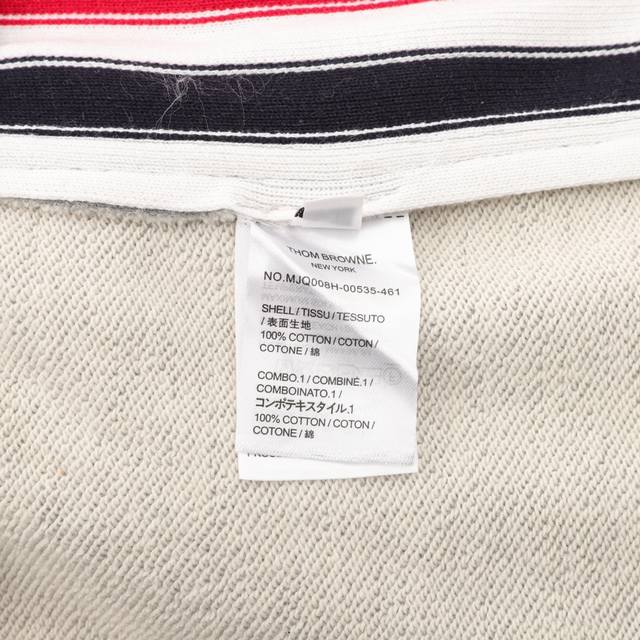 THOM BROWNE.
NEW YORK
NO.MJQ008H-00535-461
SHELL / TISSU / TESSUTO
/ 表面生地
100% COTTON / COTON /
COTONE / 綿
COMBO.1 / COMBINE.1 /
COMBOINATO.1 /
コンボテキスタイル.1
100% COTTON / COTON /
COTONE / 綿